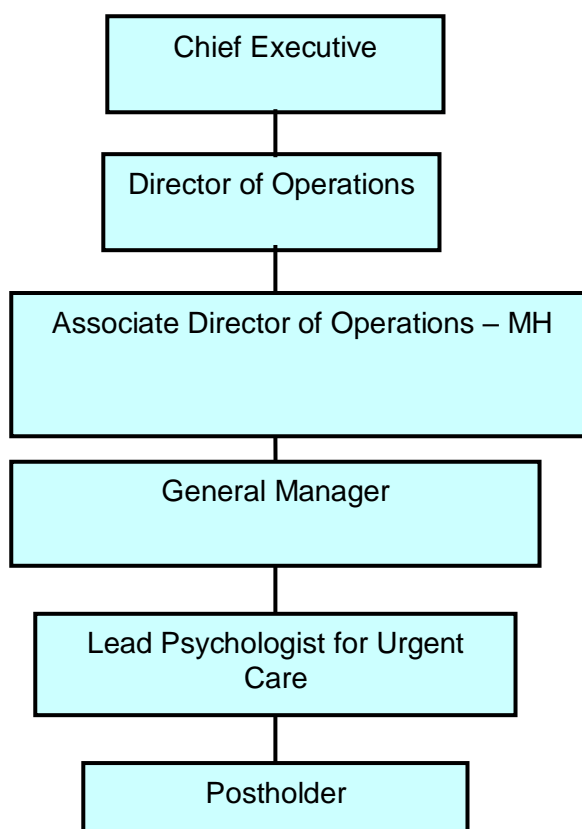 Chief Executive
Director of Operations
Associate Director of Operations – MH
General Manager
Lead Psychologist for Urgent
Care
Postholder